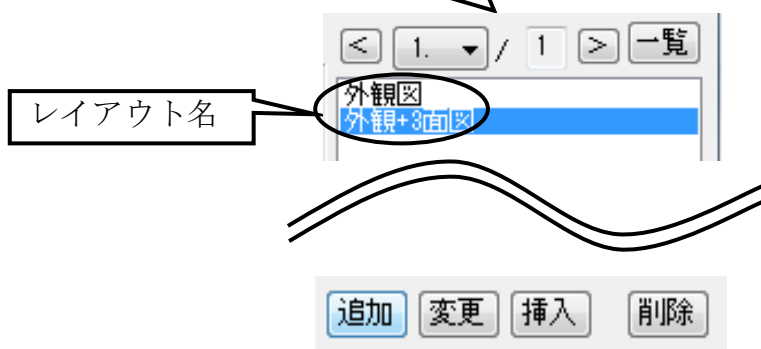 < 1. ▼ / 1 > 一覧
外観図
外観+3面図
レイアウト名
追加 変更 挿入 削除